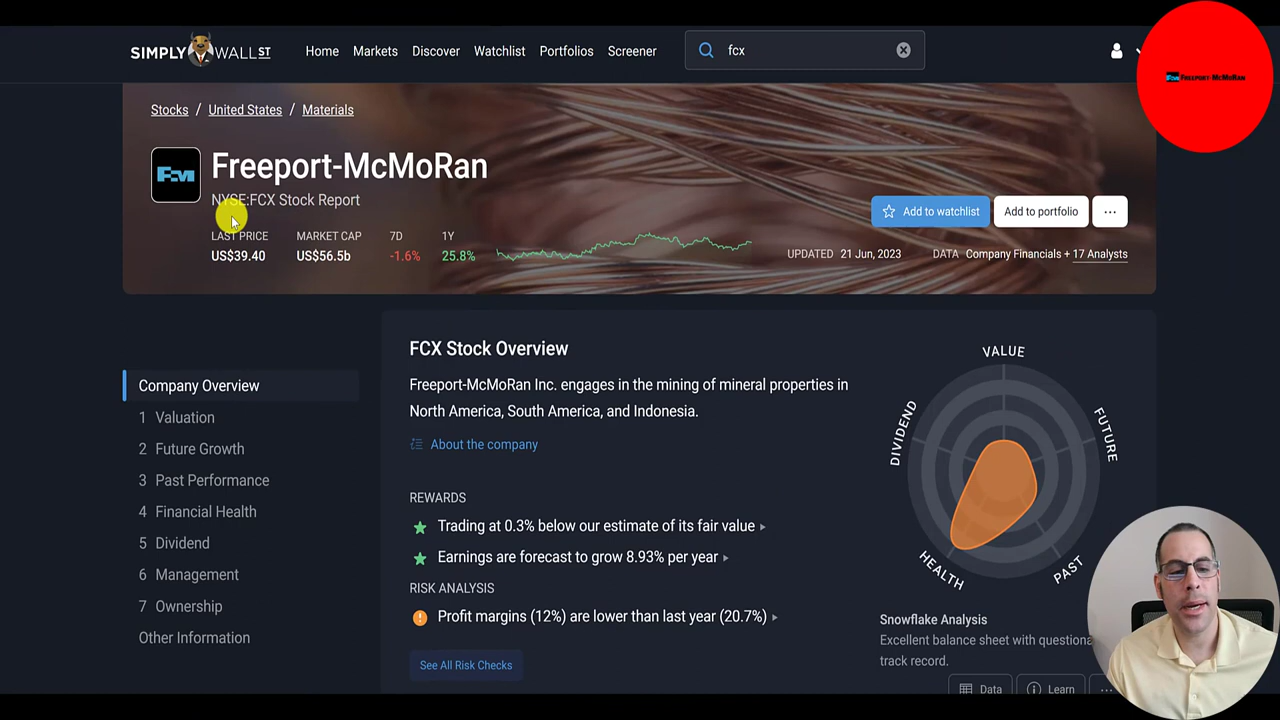 SIMPLY WALL ST
Home Markets Discover Watchlist Portfolios Screener
fcx
FREEPORT-McMoRAN
Stocks / United States / Materials
Freeport-McMoRan
NYSE:FCX Stock Report
Add to watchlist
Add to portfolio
...
LAST PRICE MARKET CAP 7D 1Y
US$39.40 US$56.5b -1.6% 25.8%
UPDATED 21 Jun, 2023 DATA Company Financials + 17 Analysts
Company Overview
1 Valuation
2 Future Growth
3 Past Performance
4 Financial Health
5 Dividend
6 Management
7 Ownership
Other Information
FCX Stock Overview
Freeport-McMoRan Inc. engages in the mining of mineral properties in
North America, South America, and Indonesia.
About the company
REWARDS
Trading at 0.3% below our estimate of its fair value
Earnings are forecast to grow 8.93% per year
RISK ANALYSIS
Profit margins (12%) are lower than last year (20.7%)
See All Risk Checks
VALUE
FUTURE
PAST
HEALTH
DIVIDEND
Snowflake Analysis
Excellent balance sheet with questiona
track record.
Data
Learn
...